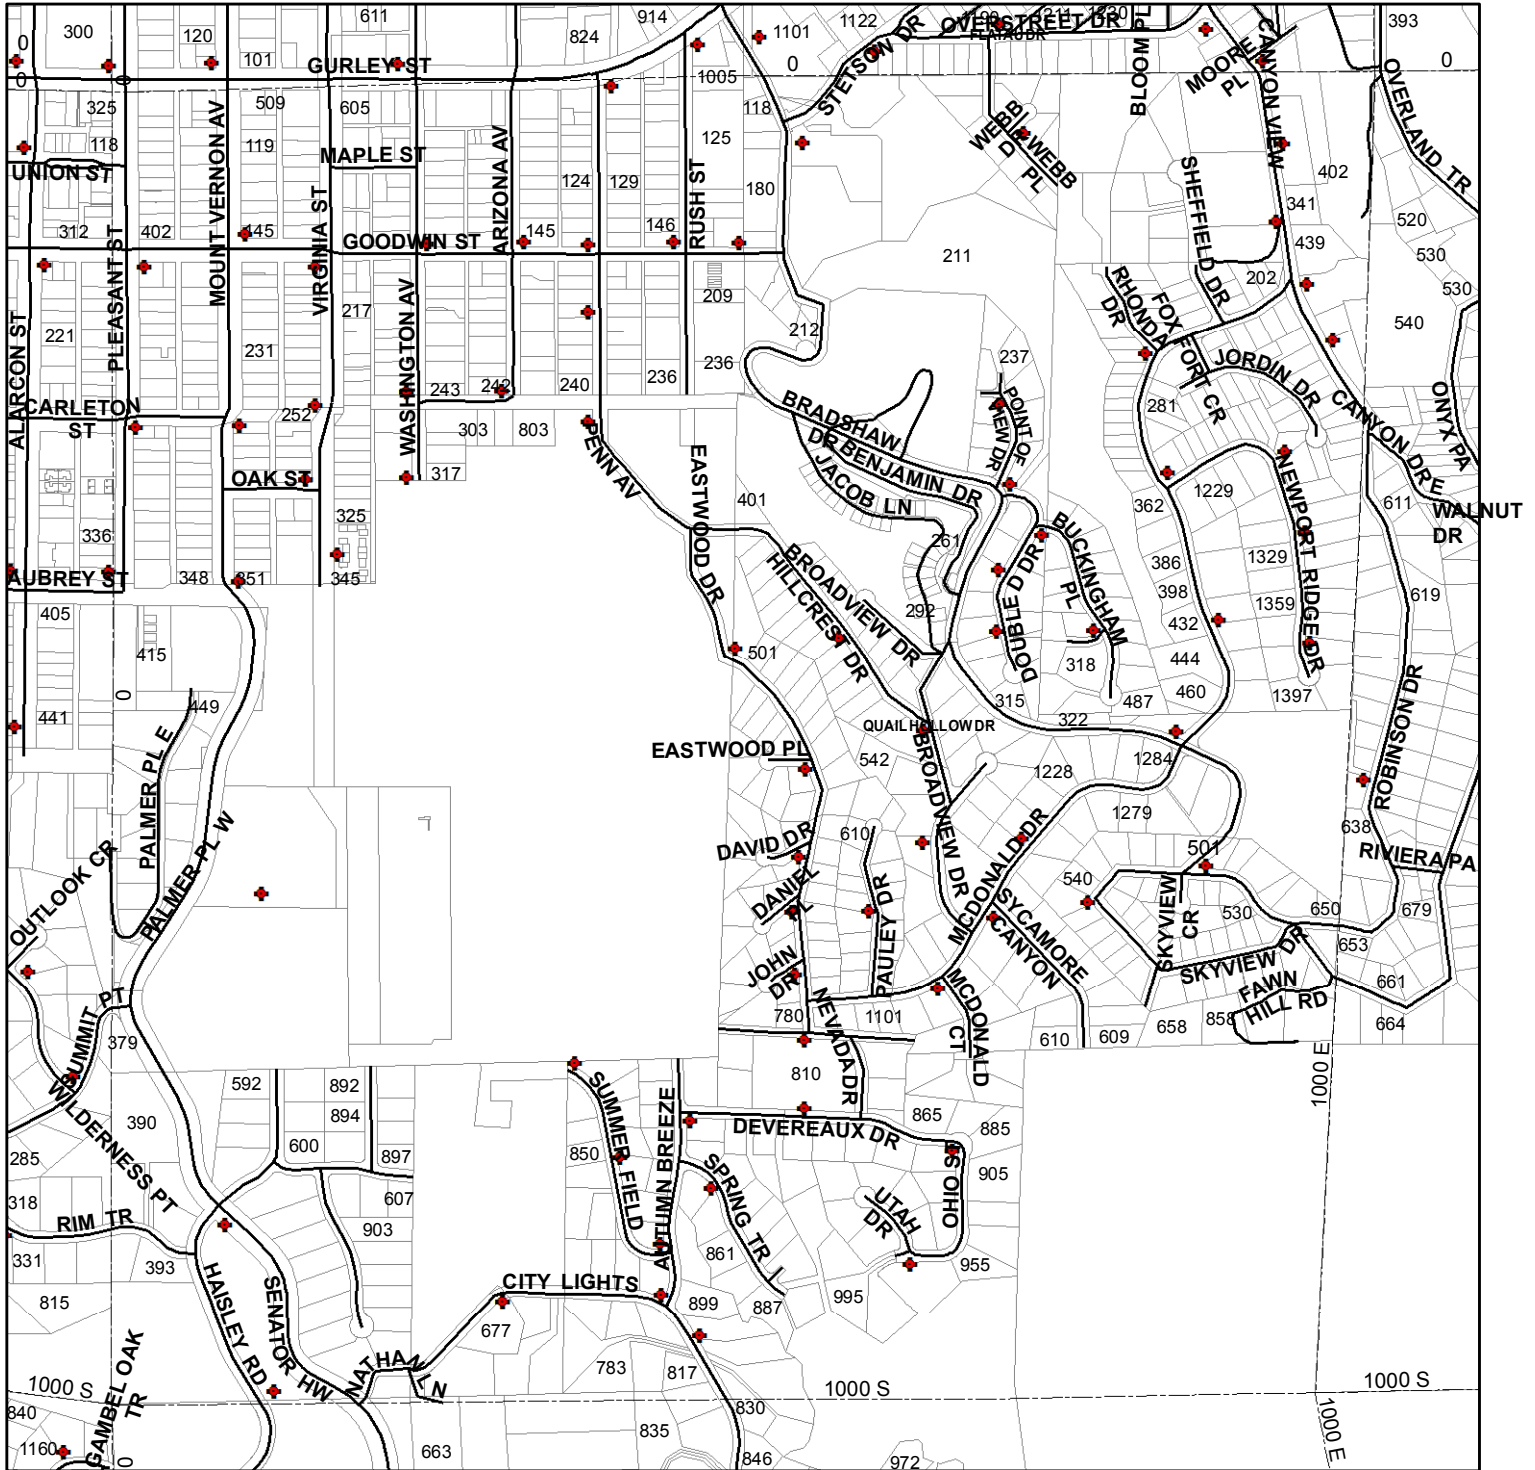 611
914
1122
1211
1230
OVERSTREET DR
FLATAU DR
393
300
120
101
824
1101
STETSON DR
BLOOM PL
MOORE PL
CANYON VIEW
0
0
0
0
0
GURLEY ST
1005
OVERLAND TR
325
509
605
118
118
119
125
MAPLE ST
WEBB DR
WEBB PL
UNION ST
MOUNT VERNON AV
VIRGINIA ST
ARIZONA AV
124
129
RUSH ST
180
SHEFFIELD DR
402
341
520
312
402
445
GOODWIN ST
145
146
439
530
211
530
202
540
ALARCON ST
221
PLEASANT ST
231
217
WASHINGTON AV
209
212
RHONDA DR
FOX
FORT CR
JORDIN DR
237
236
236
243
242
240
POINT OF VIEW DR
CARLETON ST
252
281
CANYON DR
ONYX PA
BRADSHAW DR
BENJAMIN DR
JACOB LN
303
803
PENN AV
EASTWOOD DR
OAK ST
317
401
NEWPORT RIDGE DR
1229
362
611
E WALNUT DR
325
336
261
BUCKINGHAM PL
DOUBLE D DR
386
1329
AUBREY ST
348
351
345
BROADVIEW DR
HILLCREST DR
398
1359
619
405
292
432
415
501
318
444
460
1397
449
441
0
315
322
487
ROBINSON DR
QUAIL HOLLOW DR
PALMER PL E
EASTWOOD PL
542
BROADVIEW DR
1228
1284
1279
PALMER PL W
DAVID DR
610
MCDONALD DR
501
638
RIVIERA PA
OUTLOOK CR
DANIEL PL
PAULEY DR
SYCAMORE CANYON
540
SKYVIEW CR
530
650
679
653
JOHN DR
SKYVIEW DR
FAWN HILL RD
661
SUMMIT PT
780
NEVADA DR
1101
MCDONALD CT
610
609
658
858
664
379
1000 E
WILDERNESS PT
592
892
SUMMER FIELD
AUTUMN BREEZE
810
390
894
865
600
DEVEREAUX DR
885
285
897
850
905
318
607
SPRING TR
UTAH DR
OHIO ST
RIM TR
903
331
393
861
955
815
HAISLEY RD
SENATOR HW
CITY LIGHTS
899
887
995
677
GAMBEL OAK TR
NATHAN LN
783
817
1000 S
1000 S
1000 S
840
830
1000 E
1160
0
663
835
846
972